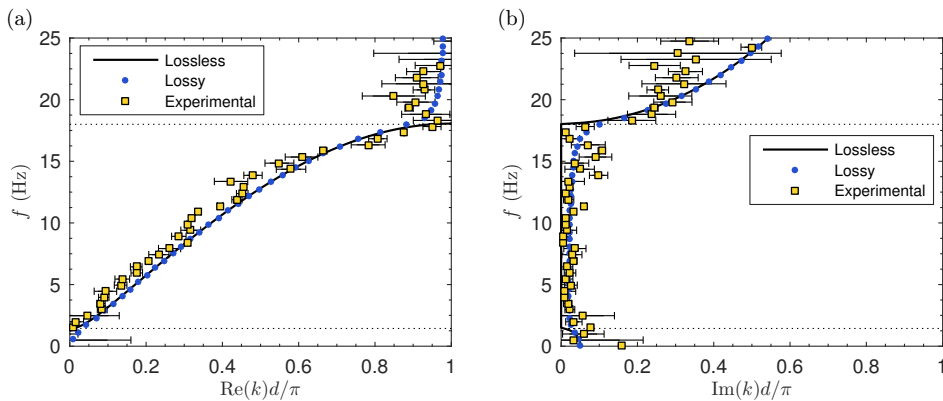 (a)
(b)
25
20
15
10
5
0
f (Hz)
Lossless
Lossy
Experimental
0
0.2
0.4
0.6
0.8
1
Re(k)d/π
25
20
15
10
5
0
f (Hz)
Lossless
Lossy
Experimental
0
0.2
0.4
0.6
0.8
1
Im(k)d/π